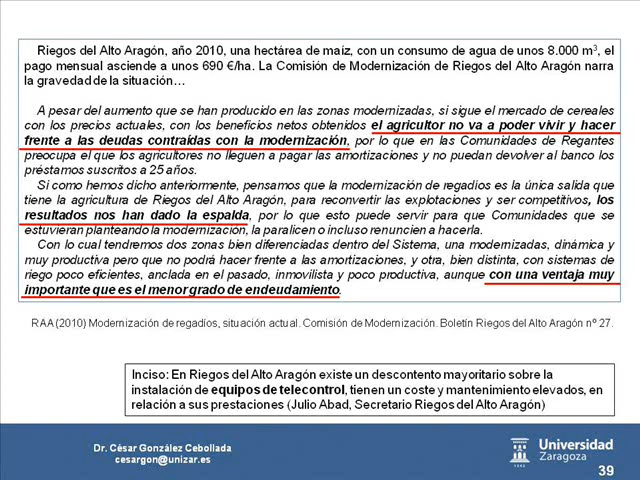 Riegos del Alto Aragón, año 2010, una hectárea de maíz, con un consumo de agua de unos 8.000 m³, el
pago mensual asciende a unos 690 €/ha. La Comisión de Modernización de Riegos del Alto Aragón narra
la gravedad de la situación…
A pesar del aumento que se han producido en las zonas modernizadas, si sigue el mercado de cereales
con los precios actuales, con los beneficios netos obtenidos el agricultor no va a poder vivir y hacer
frente a las deudas contraídas con la modernización, por lo que en las Comunidades de Regantes
preocupa el que los agricultores no lleguen a pagar las amortizaciones y no puedan devolver al banco los
préstamos suscritos a 25 años.
Si como hemos dicho anteriormente, pensamos que la modernización de regadios es la única salida que
tiene la agricultura de Riegos del Alto Aragón, para reconvertir las explotaciones y ser competitivos, los
resultados nos han dado la espalda, por lo que esto puede servir para que Comunidades que se
estuvieran planteando la modernización, la paralicen o incluso renuncien a hacerla.
Con lo cual tendremos dos zonas bien diferenciadas dentro del Sistema, una modernizadas, dinámica y
muy productiva pero que no podrá hacer frente a las amortizaciones, y otra, bien distinta, con sistemas de
riego poco eficientes, anclada en el pasado, inmovilista y poco productiva, aunque con una ventaja muy
importante que es el menor grado de endeudamiento.
RAA (2010) Modernización de regadíos, situación actual. Comisión de Modernización. Boletín Riegos del Alto Aragón nº 27.
Inciso: En Riegos del Alto Aragón existe un descontento mayoritario sobre la
instalación de equipos de telecontrol, tienen un coste y mantenimiento elevados, en
relación a sus prestaciones (Julio Abad, Secretario Riegos del Alto Aragón)
Dr. César González Cebollada
cesargon@unizar.es
Universidad
Zaragoza
1542
39